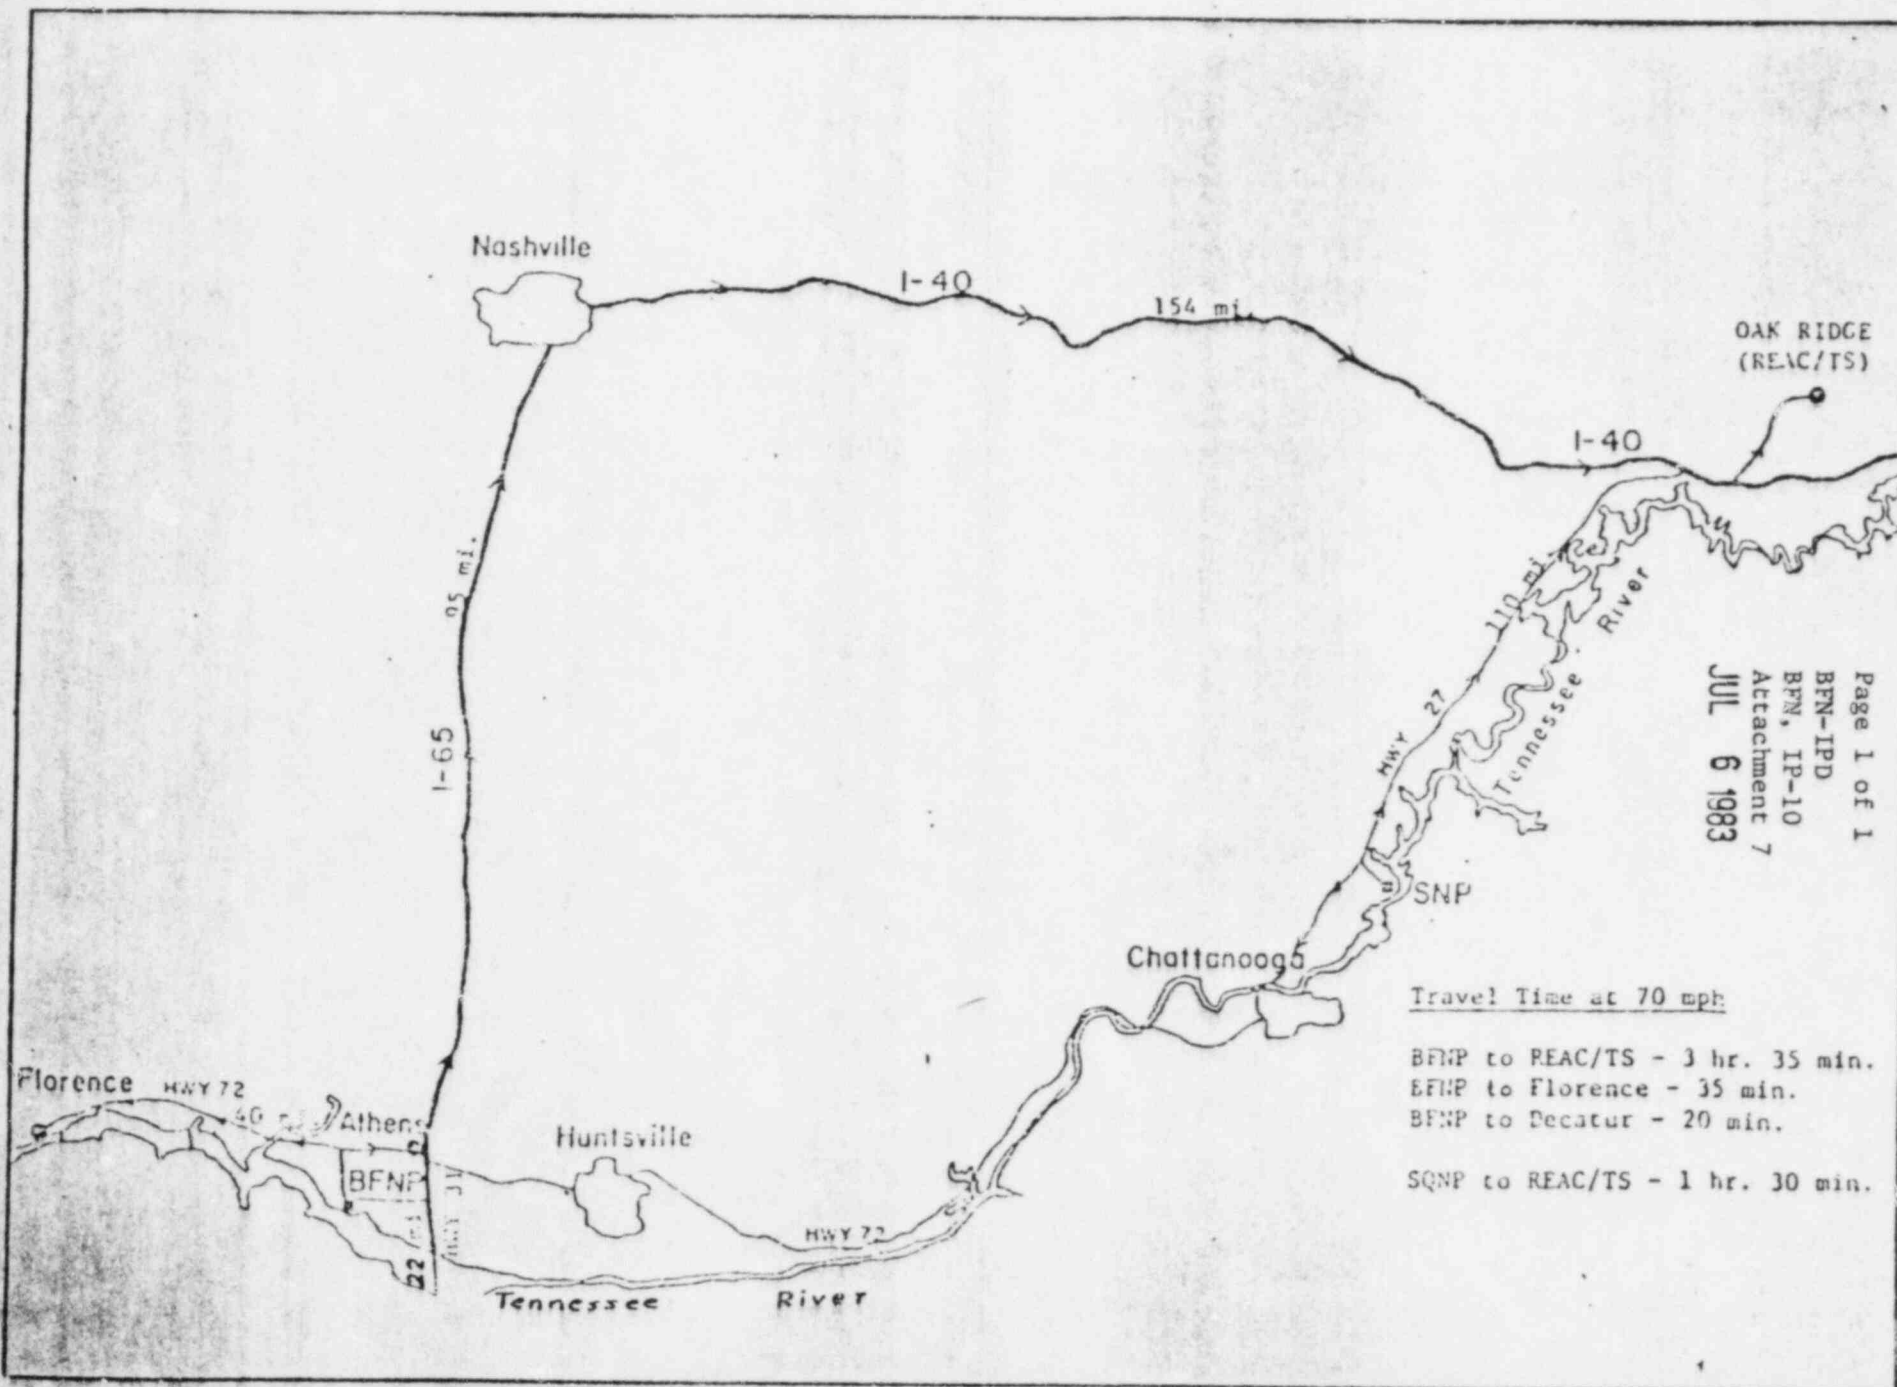 Nashville
I-40
154 mi.
OAK RIDGE
(REAC/TS)
I-40
mi.
I-65
110 mi.
HWY 27
Tennessee River
Page 1 of 1
BFN-IPD
BFN, IP-10
Attachment 7
JUL 6 1983
SNP
Chattanooga
Travel Time at 70 mph
BFNP to REAC/TS - 3 hr. 35 min.
BFNP to Florence - 35 min.
BFNP to Decatur - 20 min.
SQNP to REAC/TS - 1 hr. 30 min.
Florence
HWY 72
40
Athens
Huntsville
BFNP
HWY 31
22
HWY 72
Tennessee River